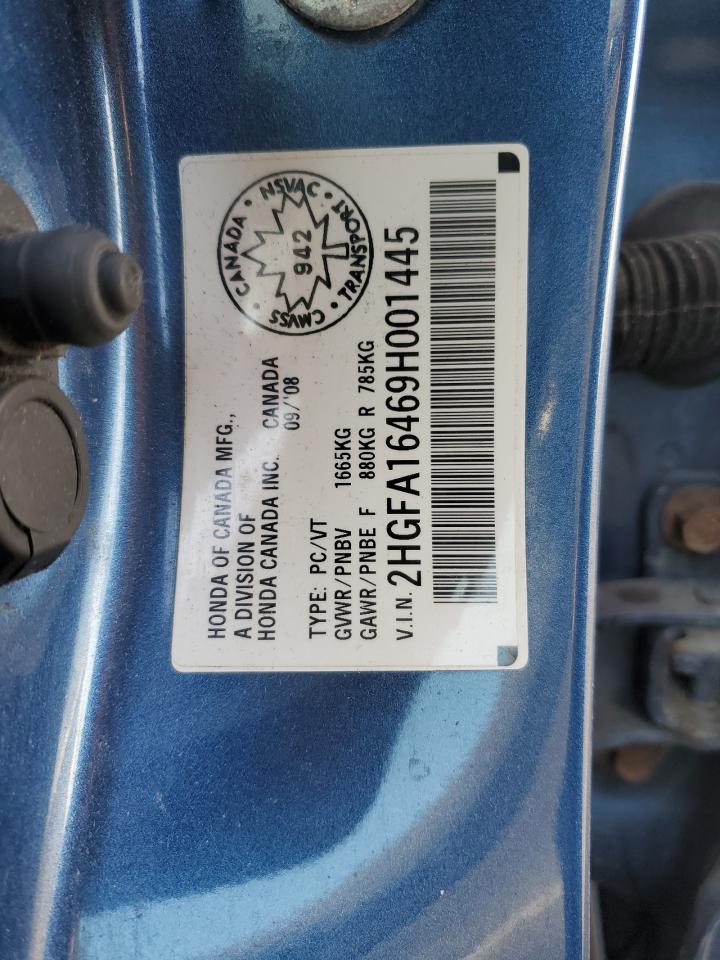 HONDA OF CANADA MFG.,
A DIVISION OF
HONDA CANADA INC. CANADA
09/'08
CANADA • NSVAC • TRANSPORT • CMVSS •
942
TYPE: PC/VT
GVWR/PNBV 1665KG
GAWR/PNBE F 880KG R 785KG
V.I.N. 2HGFA16469H001445